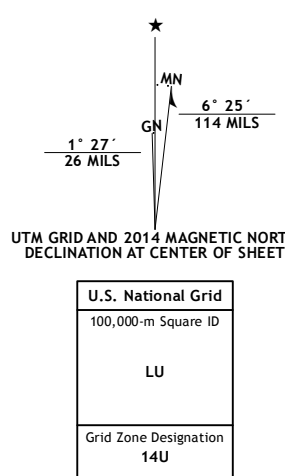 ★
MN
GN
6° 25´
114 MILS
1° 27´
26 MILS
UTM GRID AND 2014 MAGNETIC NORT
DECLINATION AT CENTER OF SHEET
U.S. National Grid
100,000-m Square ID
LU
Grid Zone Designation
14U